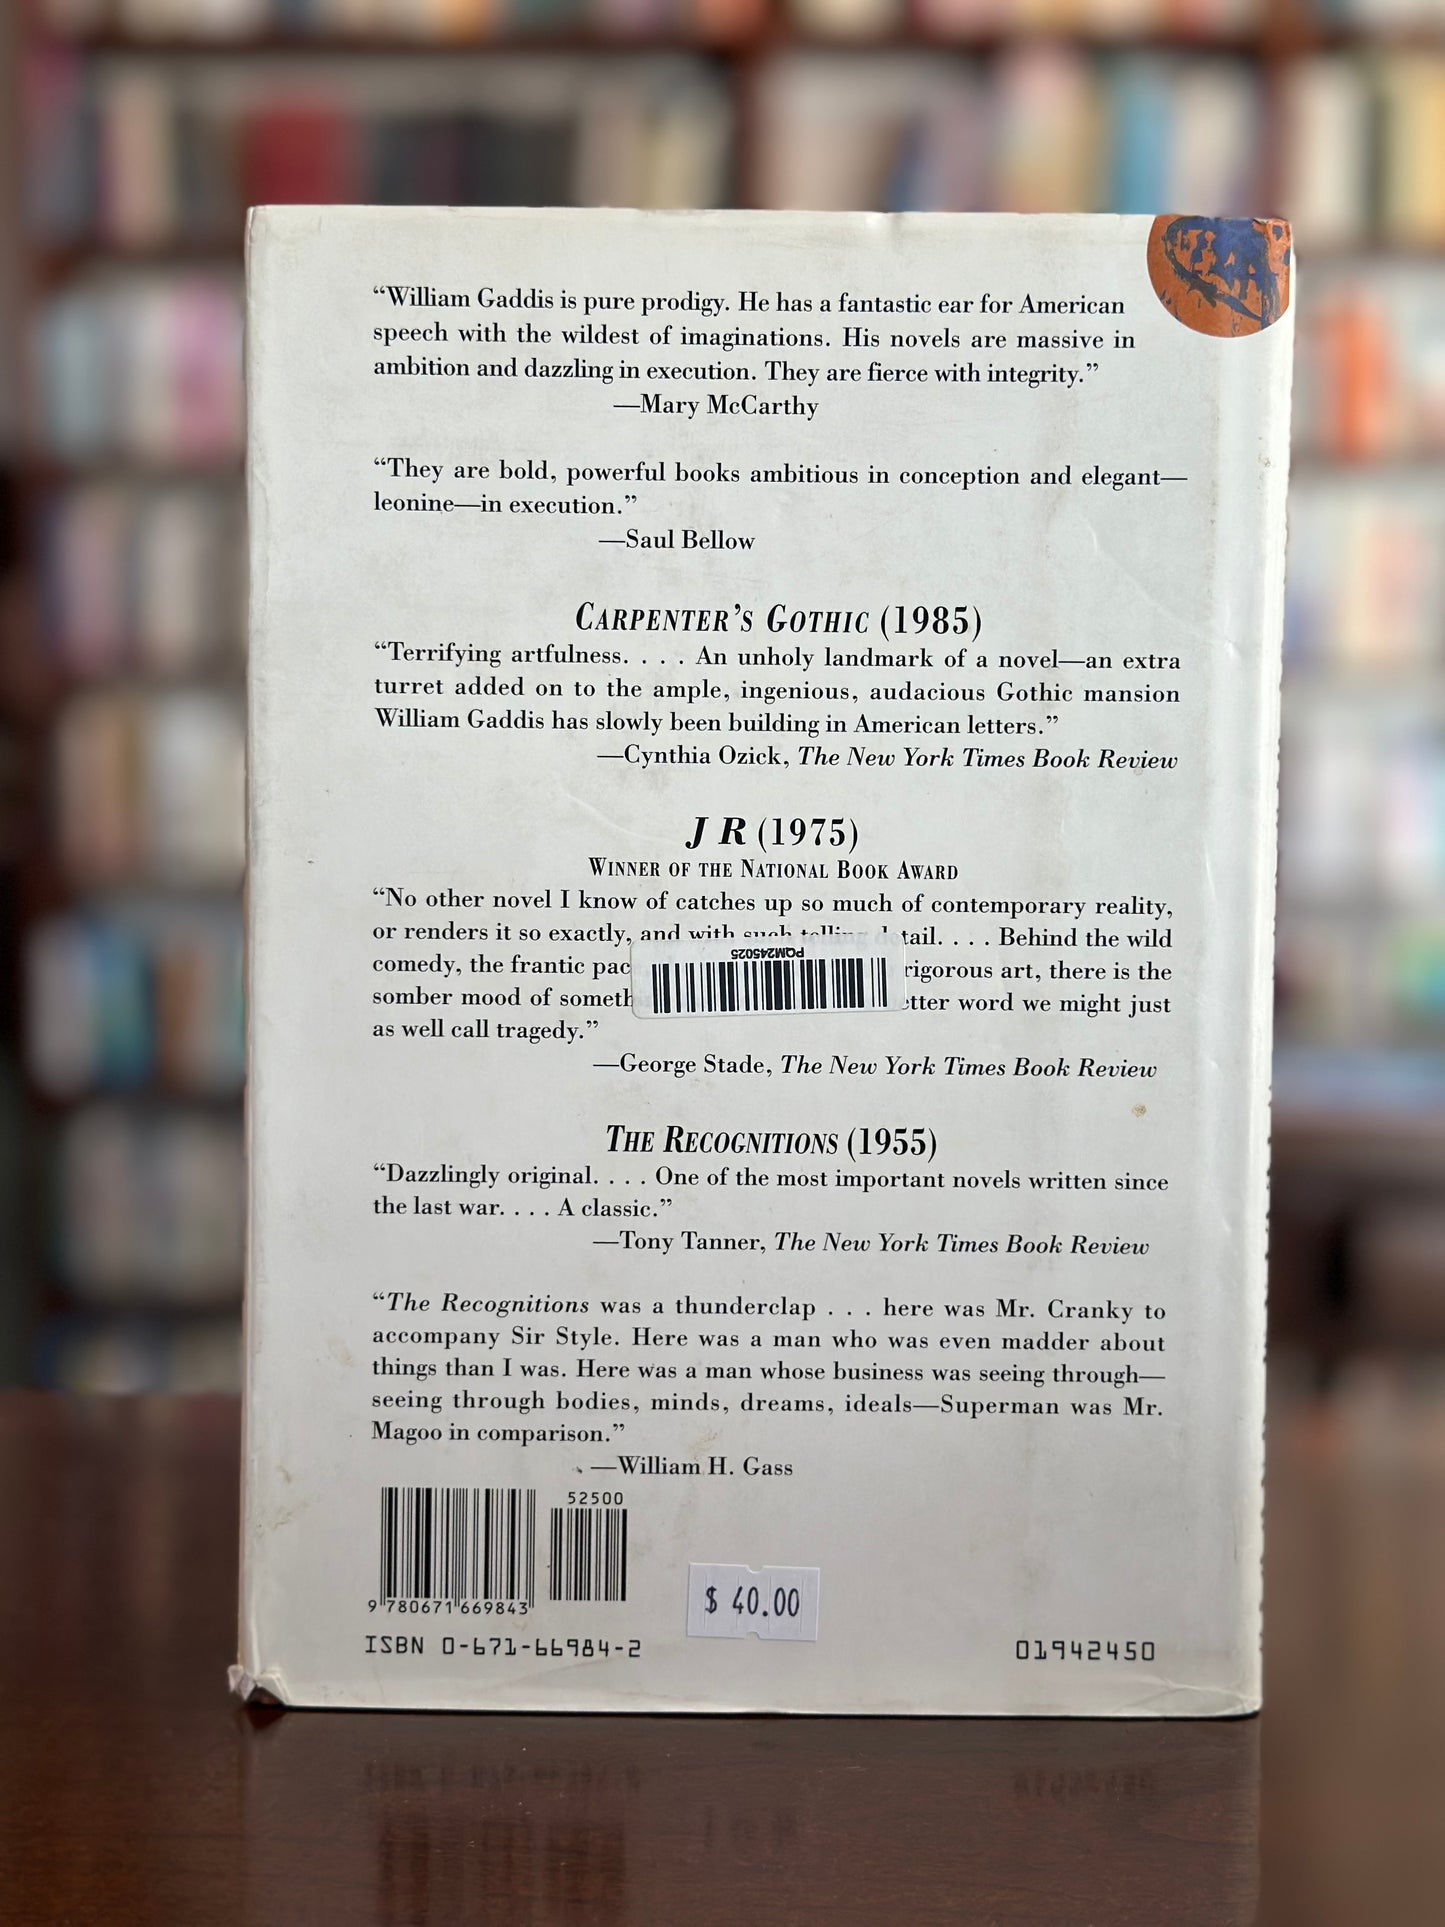 “William Gaddis is pure prodigy. He has a fantastic ear for American
speech with the wildest of imaginations. His novels are massive in
ambition and dazzling in execution. They are fierce with integrity.”
—Mary McCarthy
“They are bold, powerful books ambitious in conception and elegant—
leonine—in execution.”
—Saul Bellow
CARPENTER’S GOTHIC (1985)
“Terrifying artfulness. . . . An unholy landmark of a novel—an extra
turret added on to the ample, ingenious, audacious Gothic mansion
William Gaddis has slowly been building in American letters.”
—Cynthia Ozick, The New York Times Book Review
J R (1975)
WINNER OF THE NATIONAL BOOK AWARD
“No other novel I know of catches up so much of contemporary reality,
or renders it so exactly, and with such telling detail. . . . Behind the wild
PQM245025
comedy, the frantic rigorous art, there is the
somber mood of word we might just
as well call tragedy.”
—George Stade, The New York Times Book Review
THE RECOGNITIONS (1955)
“Dazzlingly original. . . . One of the most important novels written since
the last war. . . . A classic.”
—Tony Tanner, The New York Times Book Review
“The Recognitions was a thunderclap . . . here was Mr. Cranky to
accompany Sir Style. Here was a man who was even madder about
things than I was. Here was a man whose business was seeing through—
seeing through bodies, minds, dreams, ideals—Superman was Mr.
Magoo in comparison.”
—William H. Gass
52500
9 780671 669843
$ 40.00
ISBN 0-671-66984-2
01942450